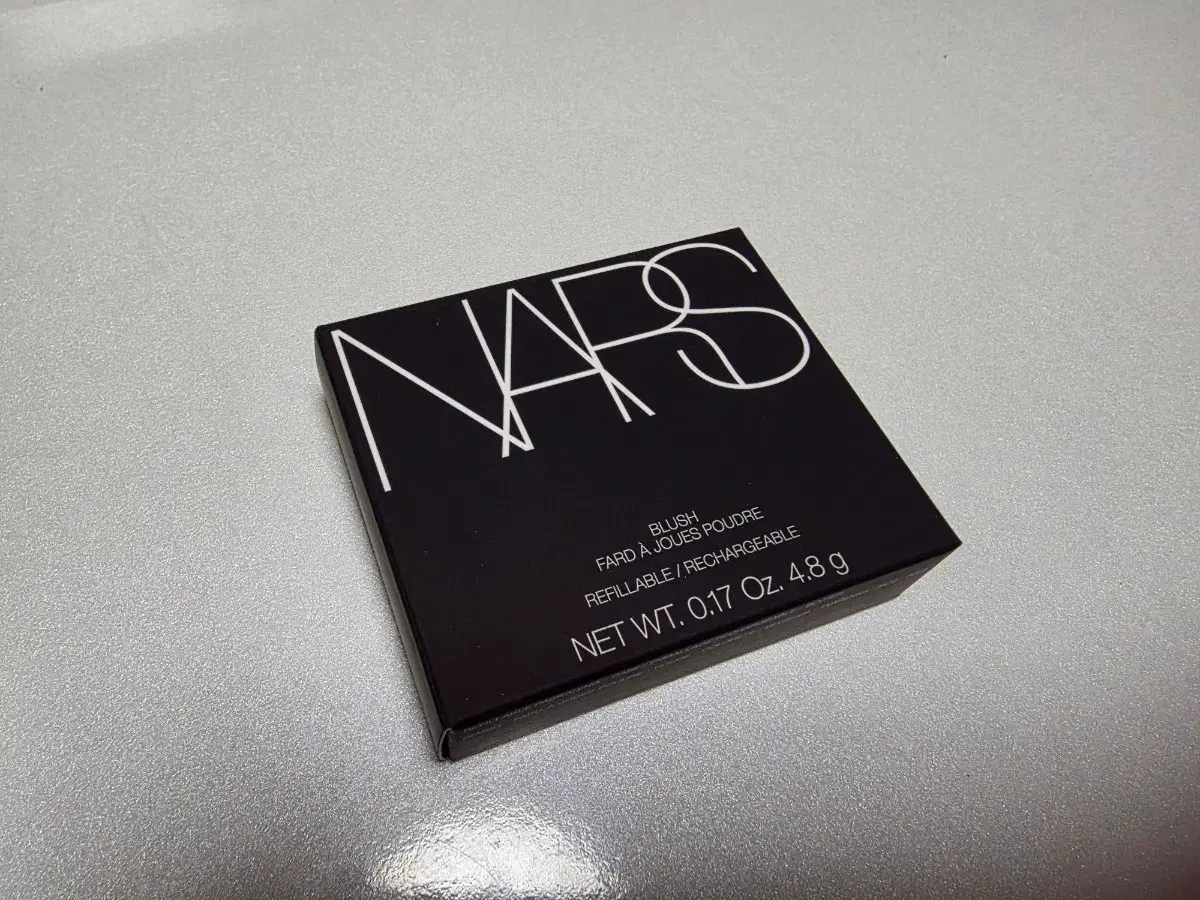 NARS
BLUSH
FARD À JOUES POUDRE
REFILLABLE / RECHARGEABLE
NET WT. 0.17 Oz. 4.8 g